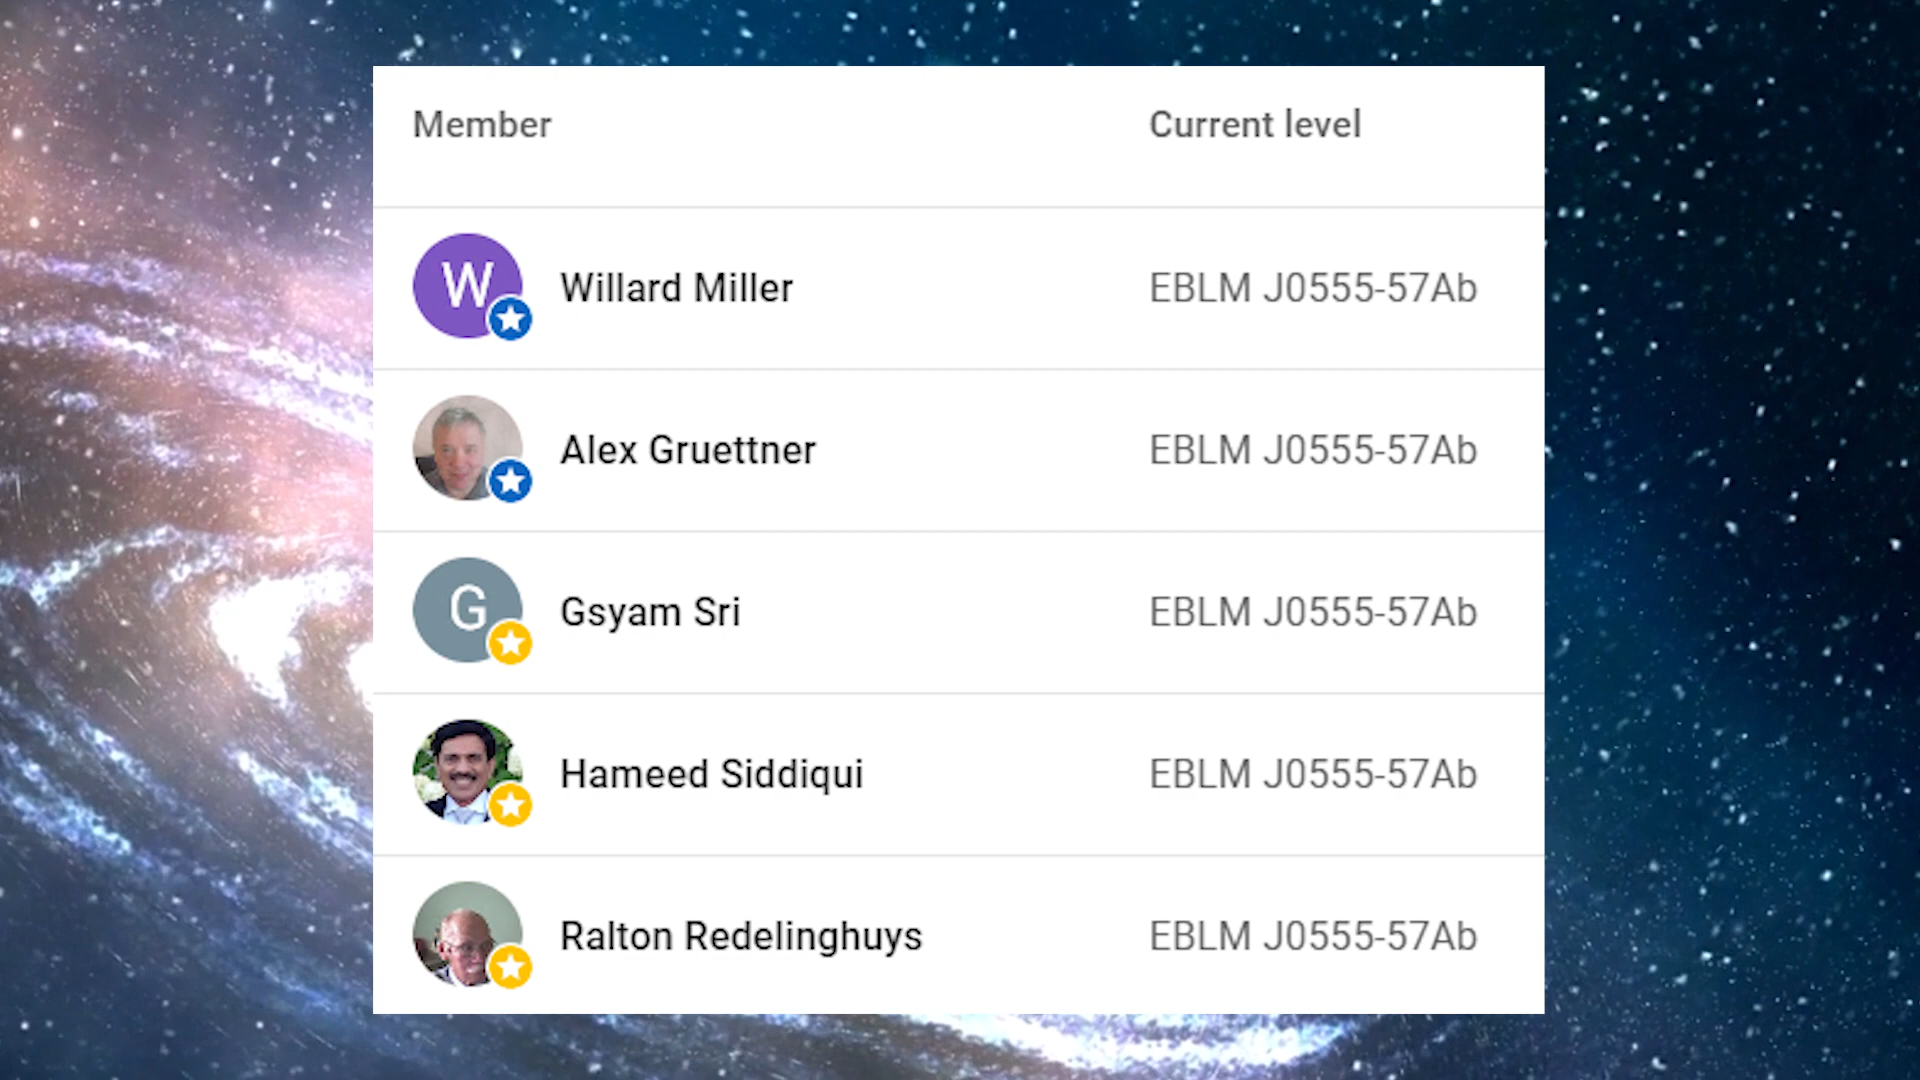 Member Current level
W Willard Miller EBLM J0555-57Ab
Alex Gruettner EBLM J0555-57Ab
G Gsyam Sri EBLM J0555-57Ab
Hameed Siddiqui EBLM J0555-57Ab
Ralton Redelinghuys EBLM J0555-57Ab